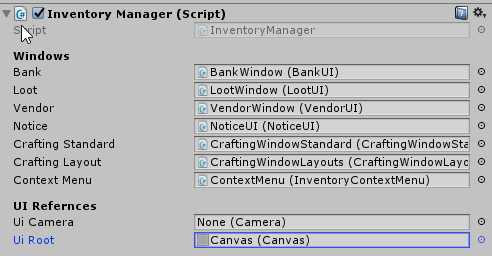 Inventory Manager (Script)
Script InventoryManager
Windows
Bank BankWindow (BankUI)
Loot LootWindow (LootUI)
Vendor VendorWindow (VendorUI)
Notice NoticeUI (NoticeUI)
Crafting Standard CraftingWindowStandard (CraftingWindowSta
Crafting Layout CraftingWindowLayouts (CraftingWindowLayo
Context Menu ContextMenu (InventoryContextMenu)
UI Refernces
Ui Camera None (Camera)
Ui Root Canvas (Canvas)